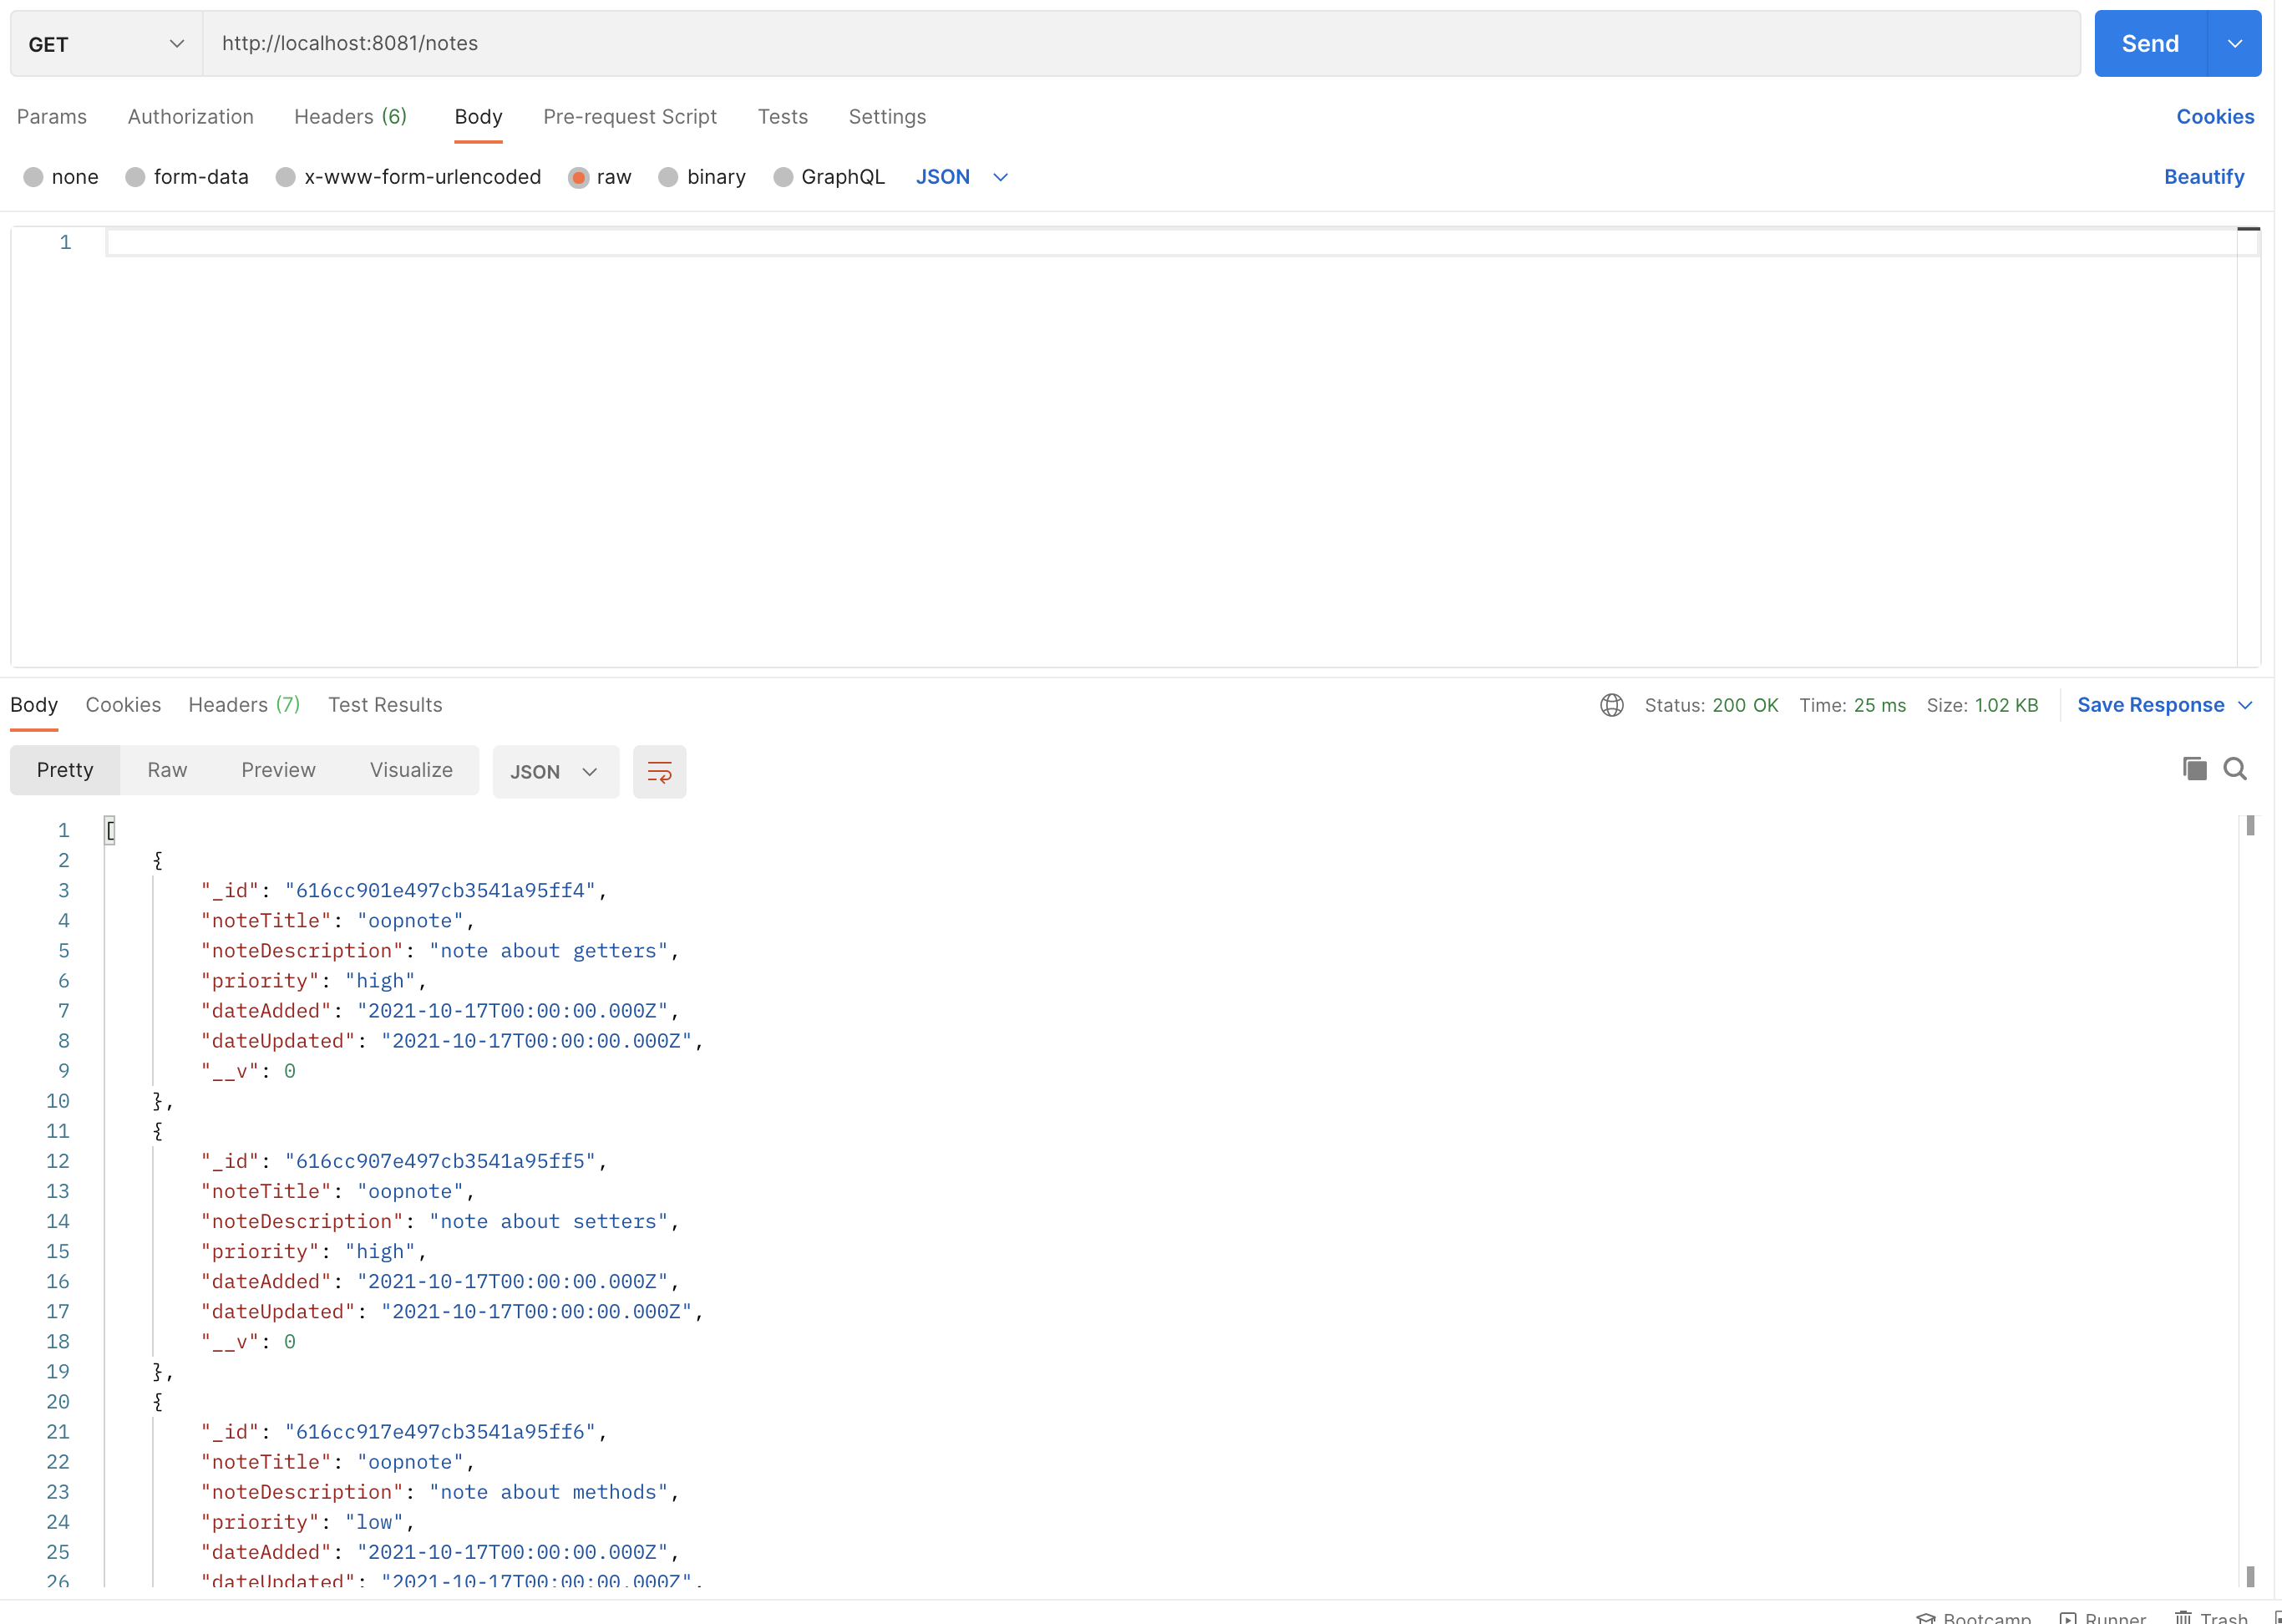 GET http://localhost:8081/notes Send
Params Authorization Headers (6) Body Pre-request Script Tests Settings Cookies
none form-data x-www-form-urlencoded raw binary GraphQL JSON Beautify
1
Body Cookies Headers (7) Test Results Status: 200 OK Time: 25 ms Size: 1.02 KB Save Response
Pretty Raw Preview Visualize JSON
1 [
2 {
3 "_id": "616cc901e497cb3541a95ff4",
4 "noteTitle": "oopnote",
5 "noteDescription": "note about getters",
6 "priority": "high",
7 "dateAdded": "2021-10-17T00:00:00.000Z",
8 "dateUpdated": "2021-10-17T00:00:00.000Z",
9 "__v": 0
10 },
11 {
12 "_id": "616cc907e497cb3541a95ff5",
13 "noteTitle": "oopnote",
14 "noteDescription": "note about setters",
15 "priority": "high",
16 "dateAdded": "2021-10-17T00:00:00.000Z",
17 "dateUpdated": "2021-10-17T00:00:00.000Z",
18 "__v": 0
19 },
20 {
21 "_id": "616cc917e497cb3541a95ff6",
22 "noteTitle": "oopnote",
23 "noteDescription": "note about methods",
24 "priority": "low",
25 "dateAdded": "2021-10-17T00:00:00.000Z",
26 "dateUpdated": "2021-10-17T00:00:00.000Z",
Bootcamp Runner Trash